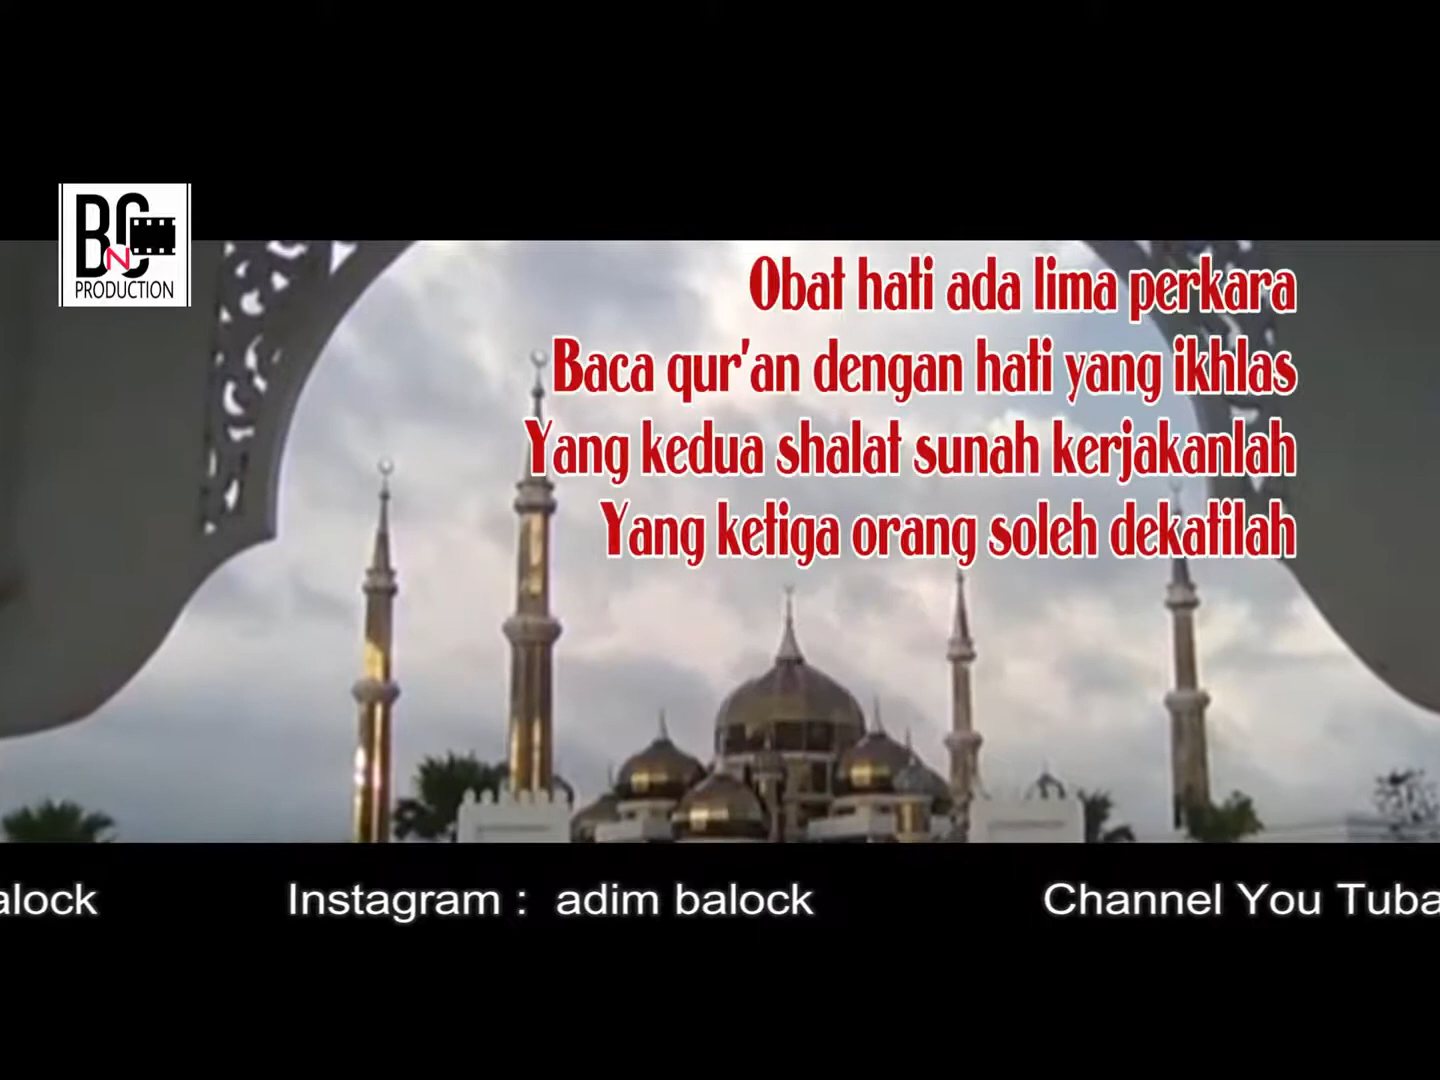 BNC
PRODUCTION
Obat hati ada lima perkara
Baca qur'an dengan hati yang ikhlas
Yang kedua shalat sunah kerjakanlah
Yang ketiga orang soleh dekatilah
alock Instagram : adim balock Channel You Tuba